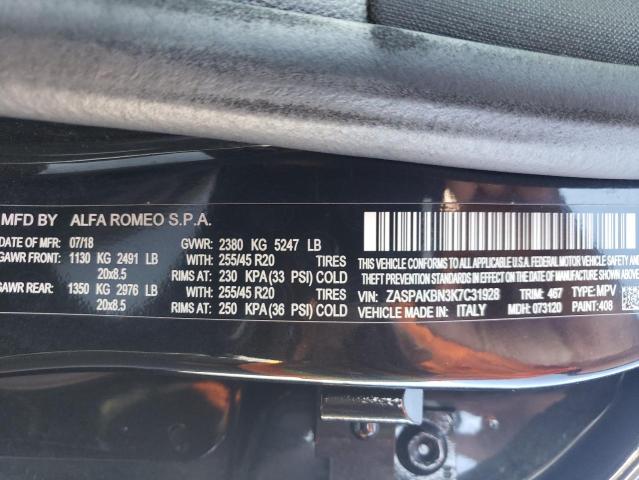 MFD BY ALFA ROMEO S.P.A.
DATE OF MFR: 07/18 GVWR: 2380 KG 5247 LB
GAWR FRONT: 1130 KG 2491 LB WITH: 255/45 R20 TIRES
20x8.5 RIMS AT: 230 KPA (33 PSI) COLD
GAWR REAR: 1350 KG 2976 LB WITH: 255/45 R20 TIRES
20x8.5 RIMS AT: 250 KPA (36 PSI) COLD
THIS VEHICLE CONFORMS TO ALL APPLICABLE U.S.A. FEDERAL MOTOR VEHICLE SAFETY, BUMPER, AND
THEFT PREVENTION STANDARDS IN EFFECT ON THE DATE OF MANUFACTURE SHOWN ABOVE
VIN: ZASPAKBN3K7C31928 TRIM: 467 TYPE: MPV
VEHICLE MADE IN: ITALY MDH: 073120 PAINT: 408